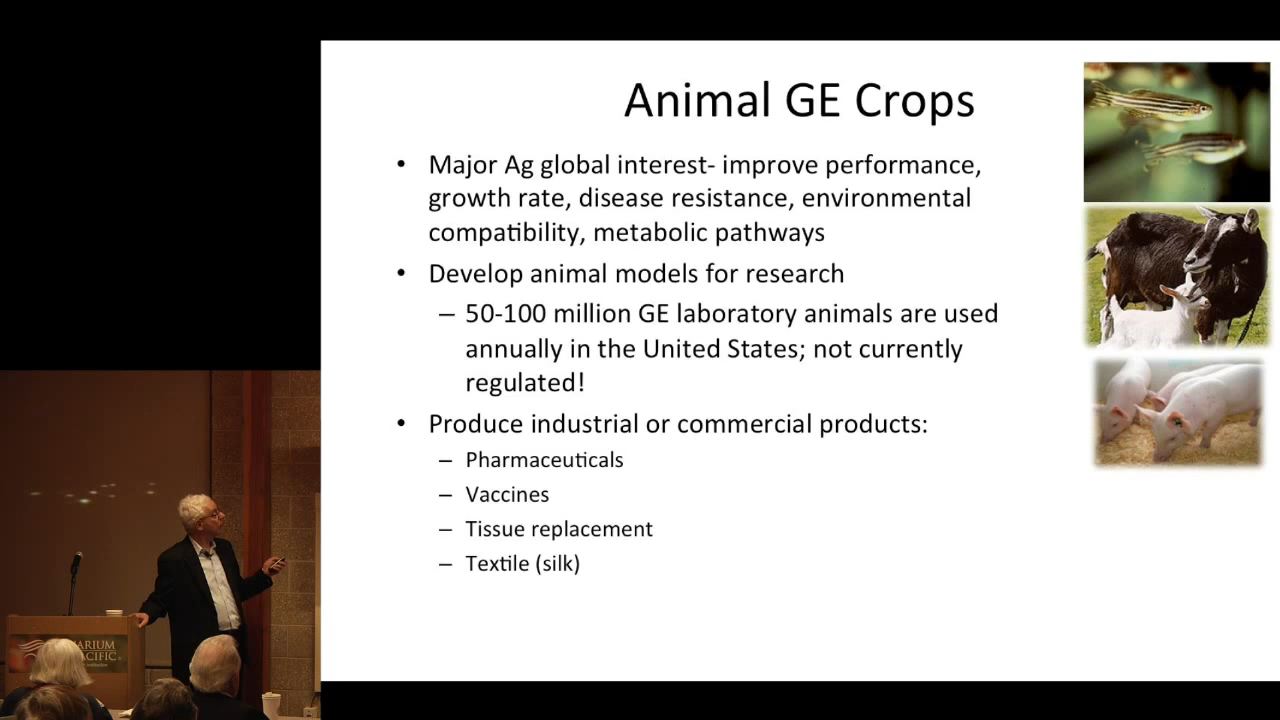 Animal GE Crops
• Major Ag global interest- improve performance,
growth rate, disease resistance, environmental
compatibility, metabolic pathways
• Develop animal models for research
– 50-100 million GE laboratory animals are used
annually in the United States; not currently
regulated!
• Produce industrial or commercial products:
– Pharmaceuticals
– Vaccines
– Tissue replacement
– Textile (silk)
ARIUM
CIFIC